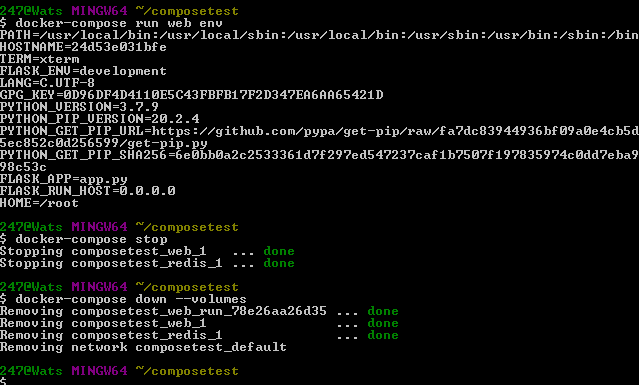 247@Wats MINGW64 ~/composetest
$ docker-compose run web env
PATH=/usr/local/bin:/usr/local/sbin:/usr/local/bin:/usr/sbin:/usr/bin:/sbin:/bin
HOSTNAME=24d53e031bfe
TERM=xterm
FLASK_ENV=development
LANG=C.UTF-8
GPG_KEY=0D96DF4D4110E5C43FBFB17F2D347EA6AA65421D
PYTHON_VERSION=3.7.9
PYTHON_PIP_VERSION=20.2.4
PYTHON_GET_PIP_URL=https://github.com/pypa/get-pip/raw/fa7dc83944936bf09a0e4cb5d
5ec852c0d256599/get-pip.py
PYTHON_GET_PIP_SHA256=6e0bb0a2c2533361d7f297ed547237caf1b7507f197835974c0dd7eba9
98c53c
FLASK_APP=app.py
FLASK_RUN_HOST=0.0.0.0
HOME=/root
247@Wats MINGW64 ~/composetest
$ docker-compose stop
Stopping composetest_web_1   ... done
Stopping composetest_redis_1 ... done
247@Wats MINGW64 ~/composetest
$ docker-compose down --volumes
Removing composetest_web_run_78e26aa26d35 ... done
Removing composetest_web_1                ... done
Removing composetest_redis_1              ... done
Removing network composetest_default
247@Wats MINGW64 ~/composetest
$